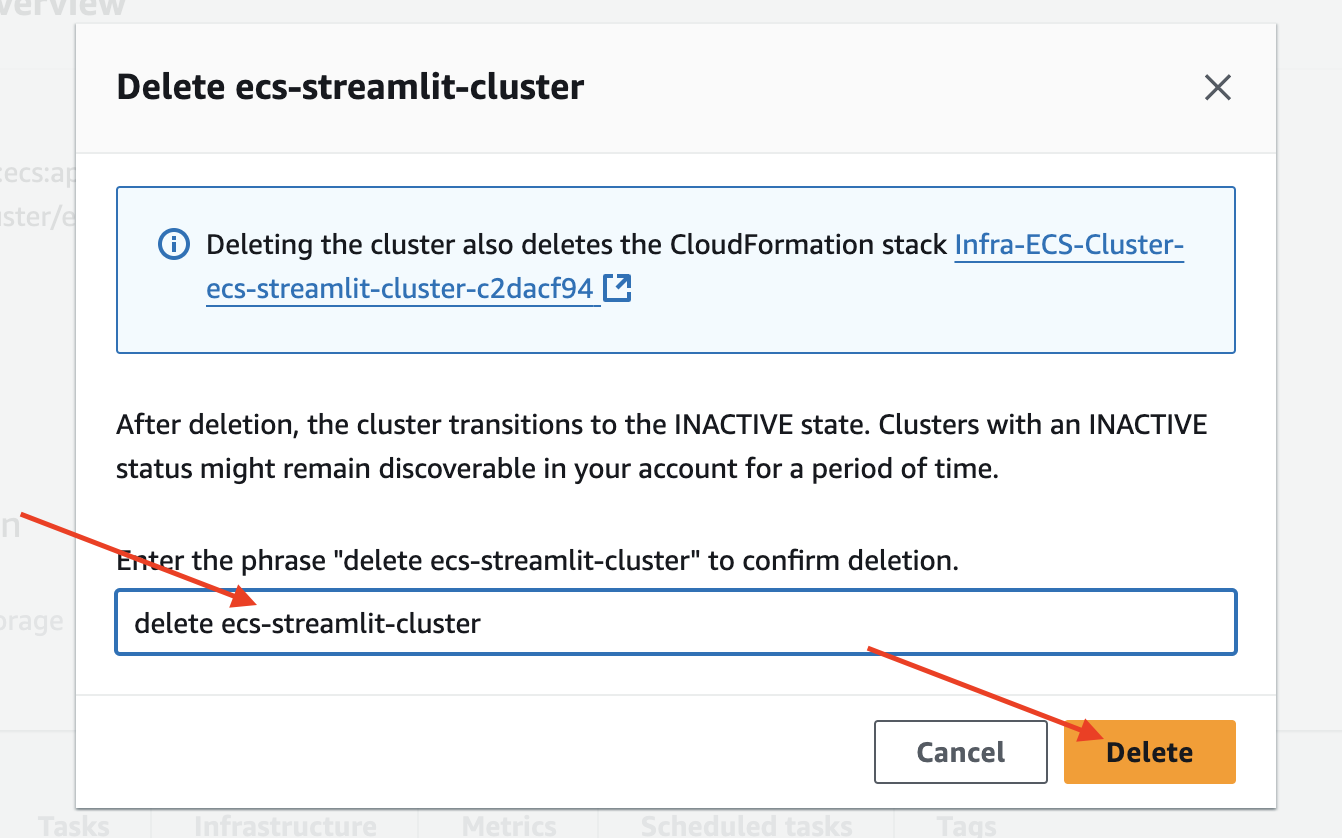 verview
Delete ecs-streamlit-cluster
:ecs:ap
uster/e
Deleting the cluster also deletes the CloudFormation stack Infra-ECS-Cluster-
ecs-streamlit-cluster-c2dacf94
After deletion, the cluster transitions to the INACTIVE state. Clusters with an INACTIVE
status might remain discoverable in your account for a period of time.
n
Enter the phrase "delete ecs-streamlit-cluster" to confirm deletion.
orage
delete ecs-streamlit-cluster
Cancel
Delete
Tasks
Infrastructure
Metrics
Scheduled tasks
Tags